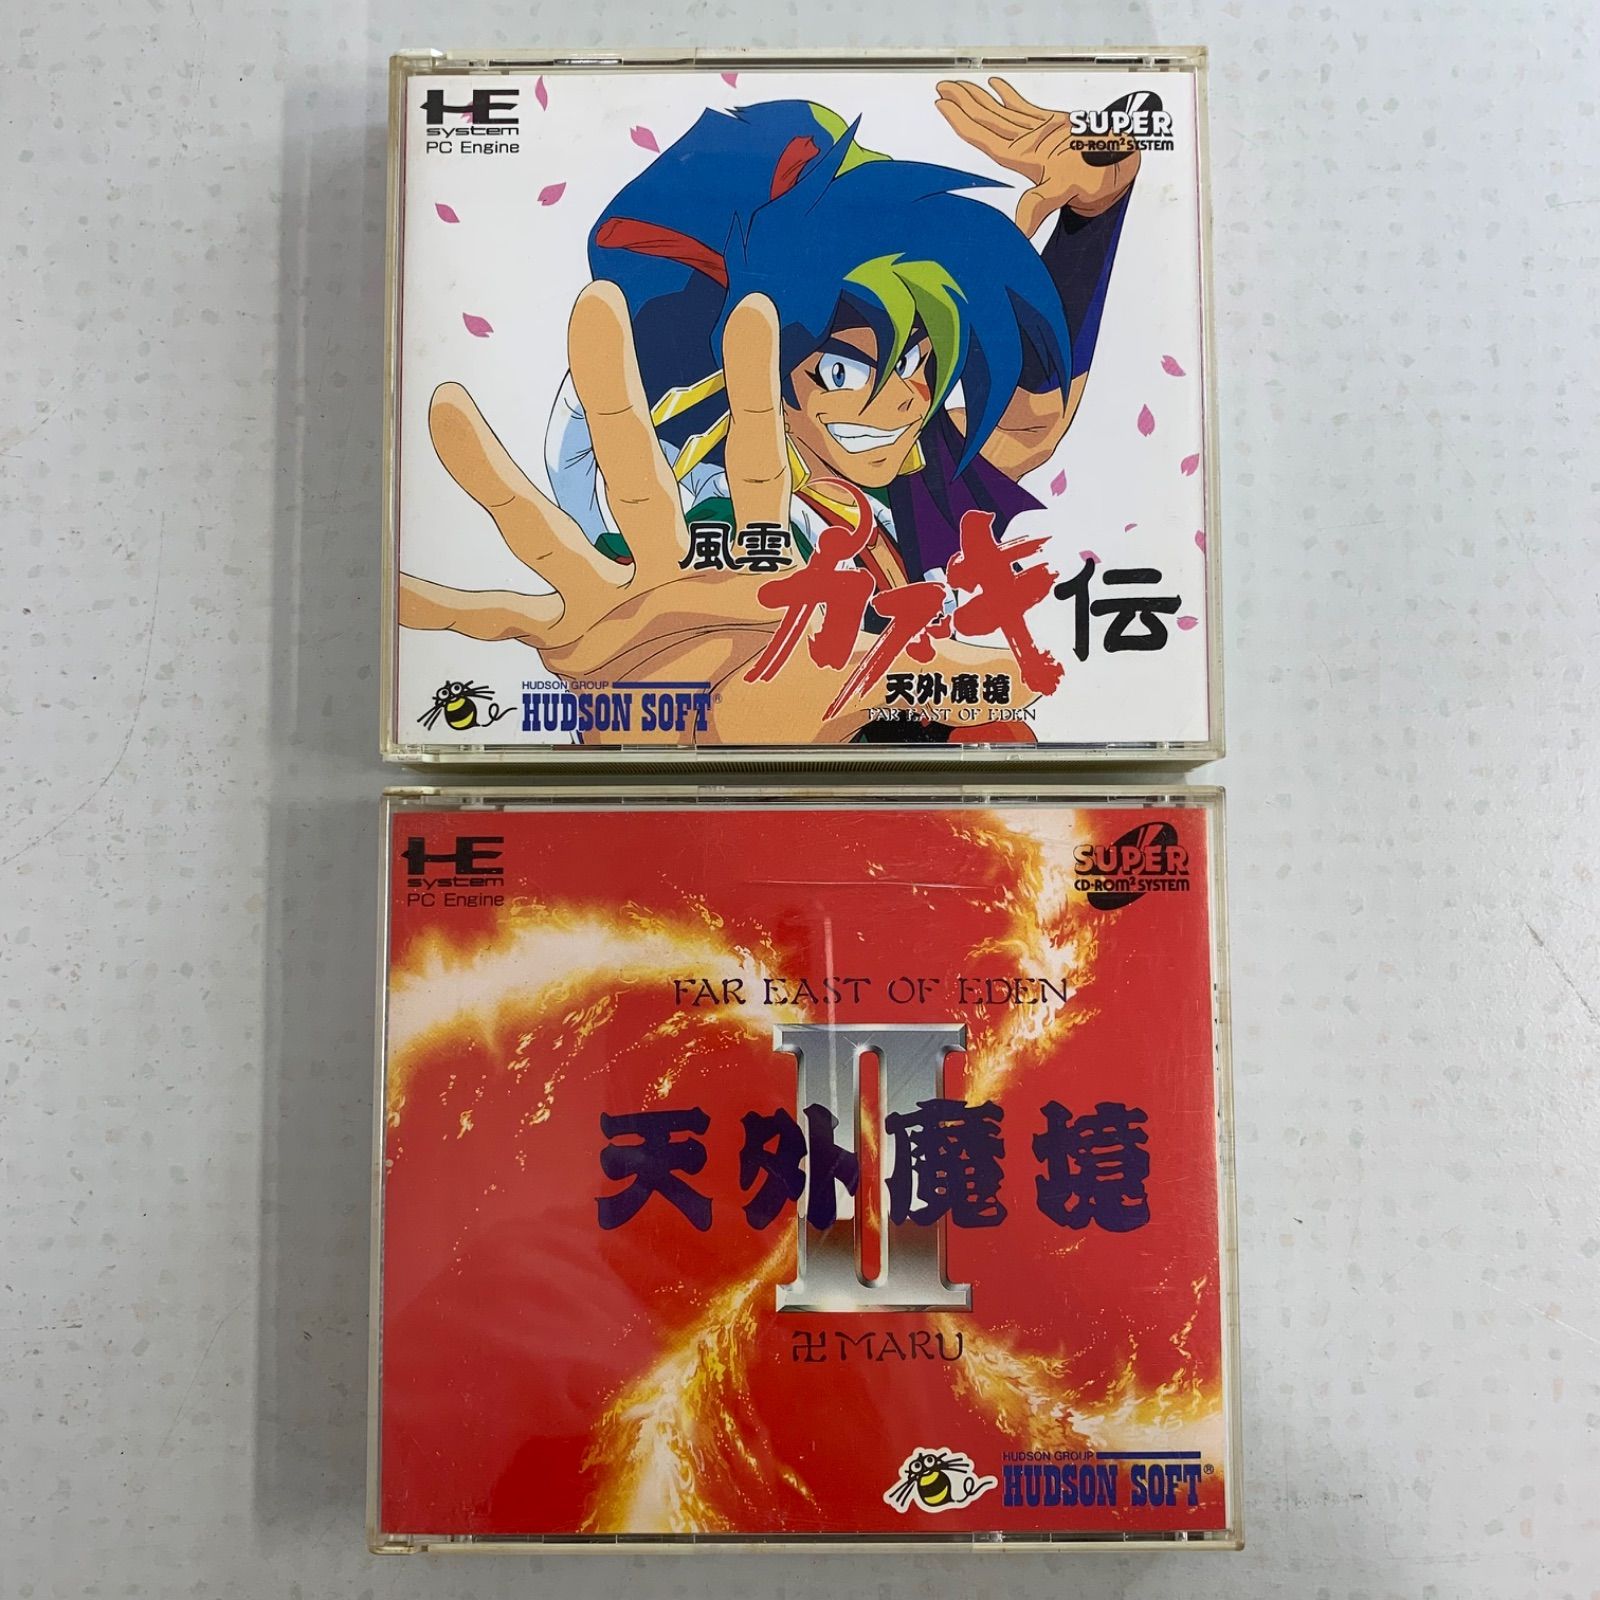 HE
system
PC Engine
SUPER
CD-ROM² SYSTEM
風雲
カブキ伝
天外魔境
FAR EAST OF EDEN
HUDSON GROUP
HUDSON SOFT®
HE
system
PC Engine
SUPER
CD-ROM² SYSTEM
FAR EAST OF EDEN
II
天外魔境
卍MARU
HUDSON GROUP
HUDSON SOFT®